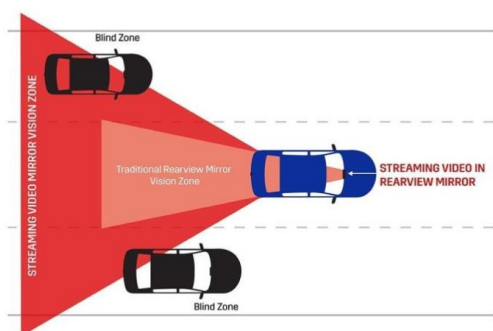 Blind Zone
STREAMING VIDEO MIRROR VISION ZONE
Traditional Rearview Mirror
Vision Zone
STREAMING VIDEO IN
REARVIEW MIRROR
Blind Zone